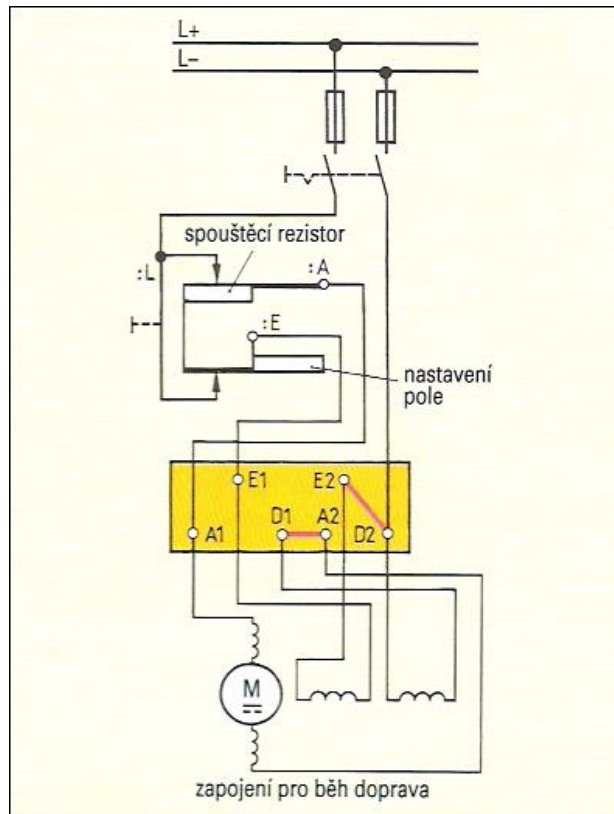 L+
L−
spouštěcí rezistor
:A
:L
:E
nastavení
pole
E1
E2
A1
D1
A2
D2
M
zapojení pro běh doprava